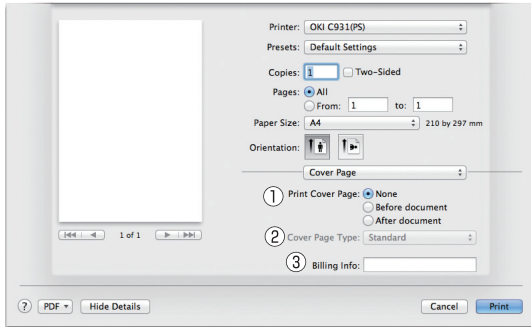 Printer: OKI C931(PS)
Presets: Default Settings
Copies: 1 Two-Sided
Pages: All
From: 1 to: 1
Paper Size: A4 210 by 297 mm
Orientation:
Cover Page
① Print Cover Page: None
Before document
After document
1 of 1
② Cover Page Type: Standard
③ Billing Info:
? PDF Hide Details Cancel Print